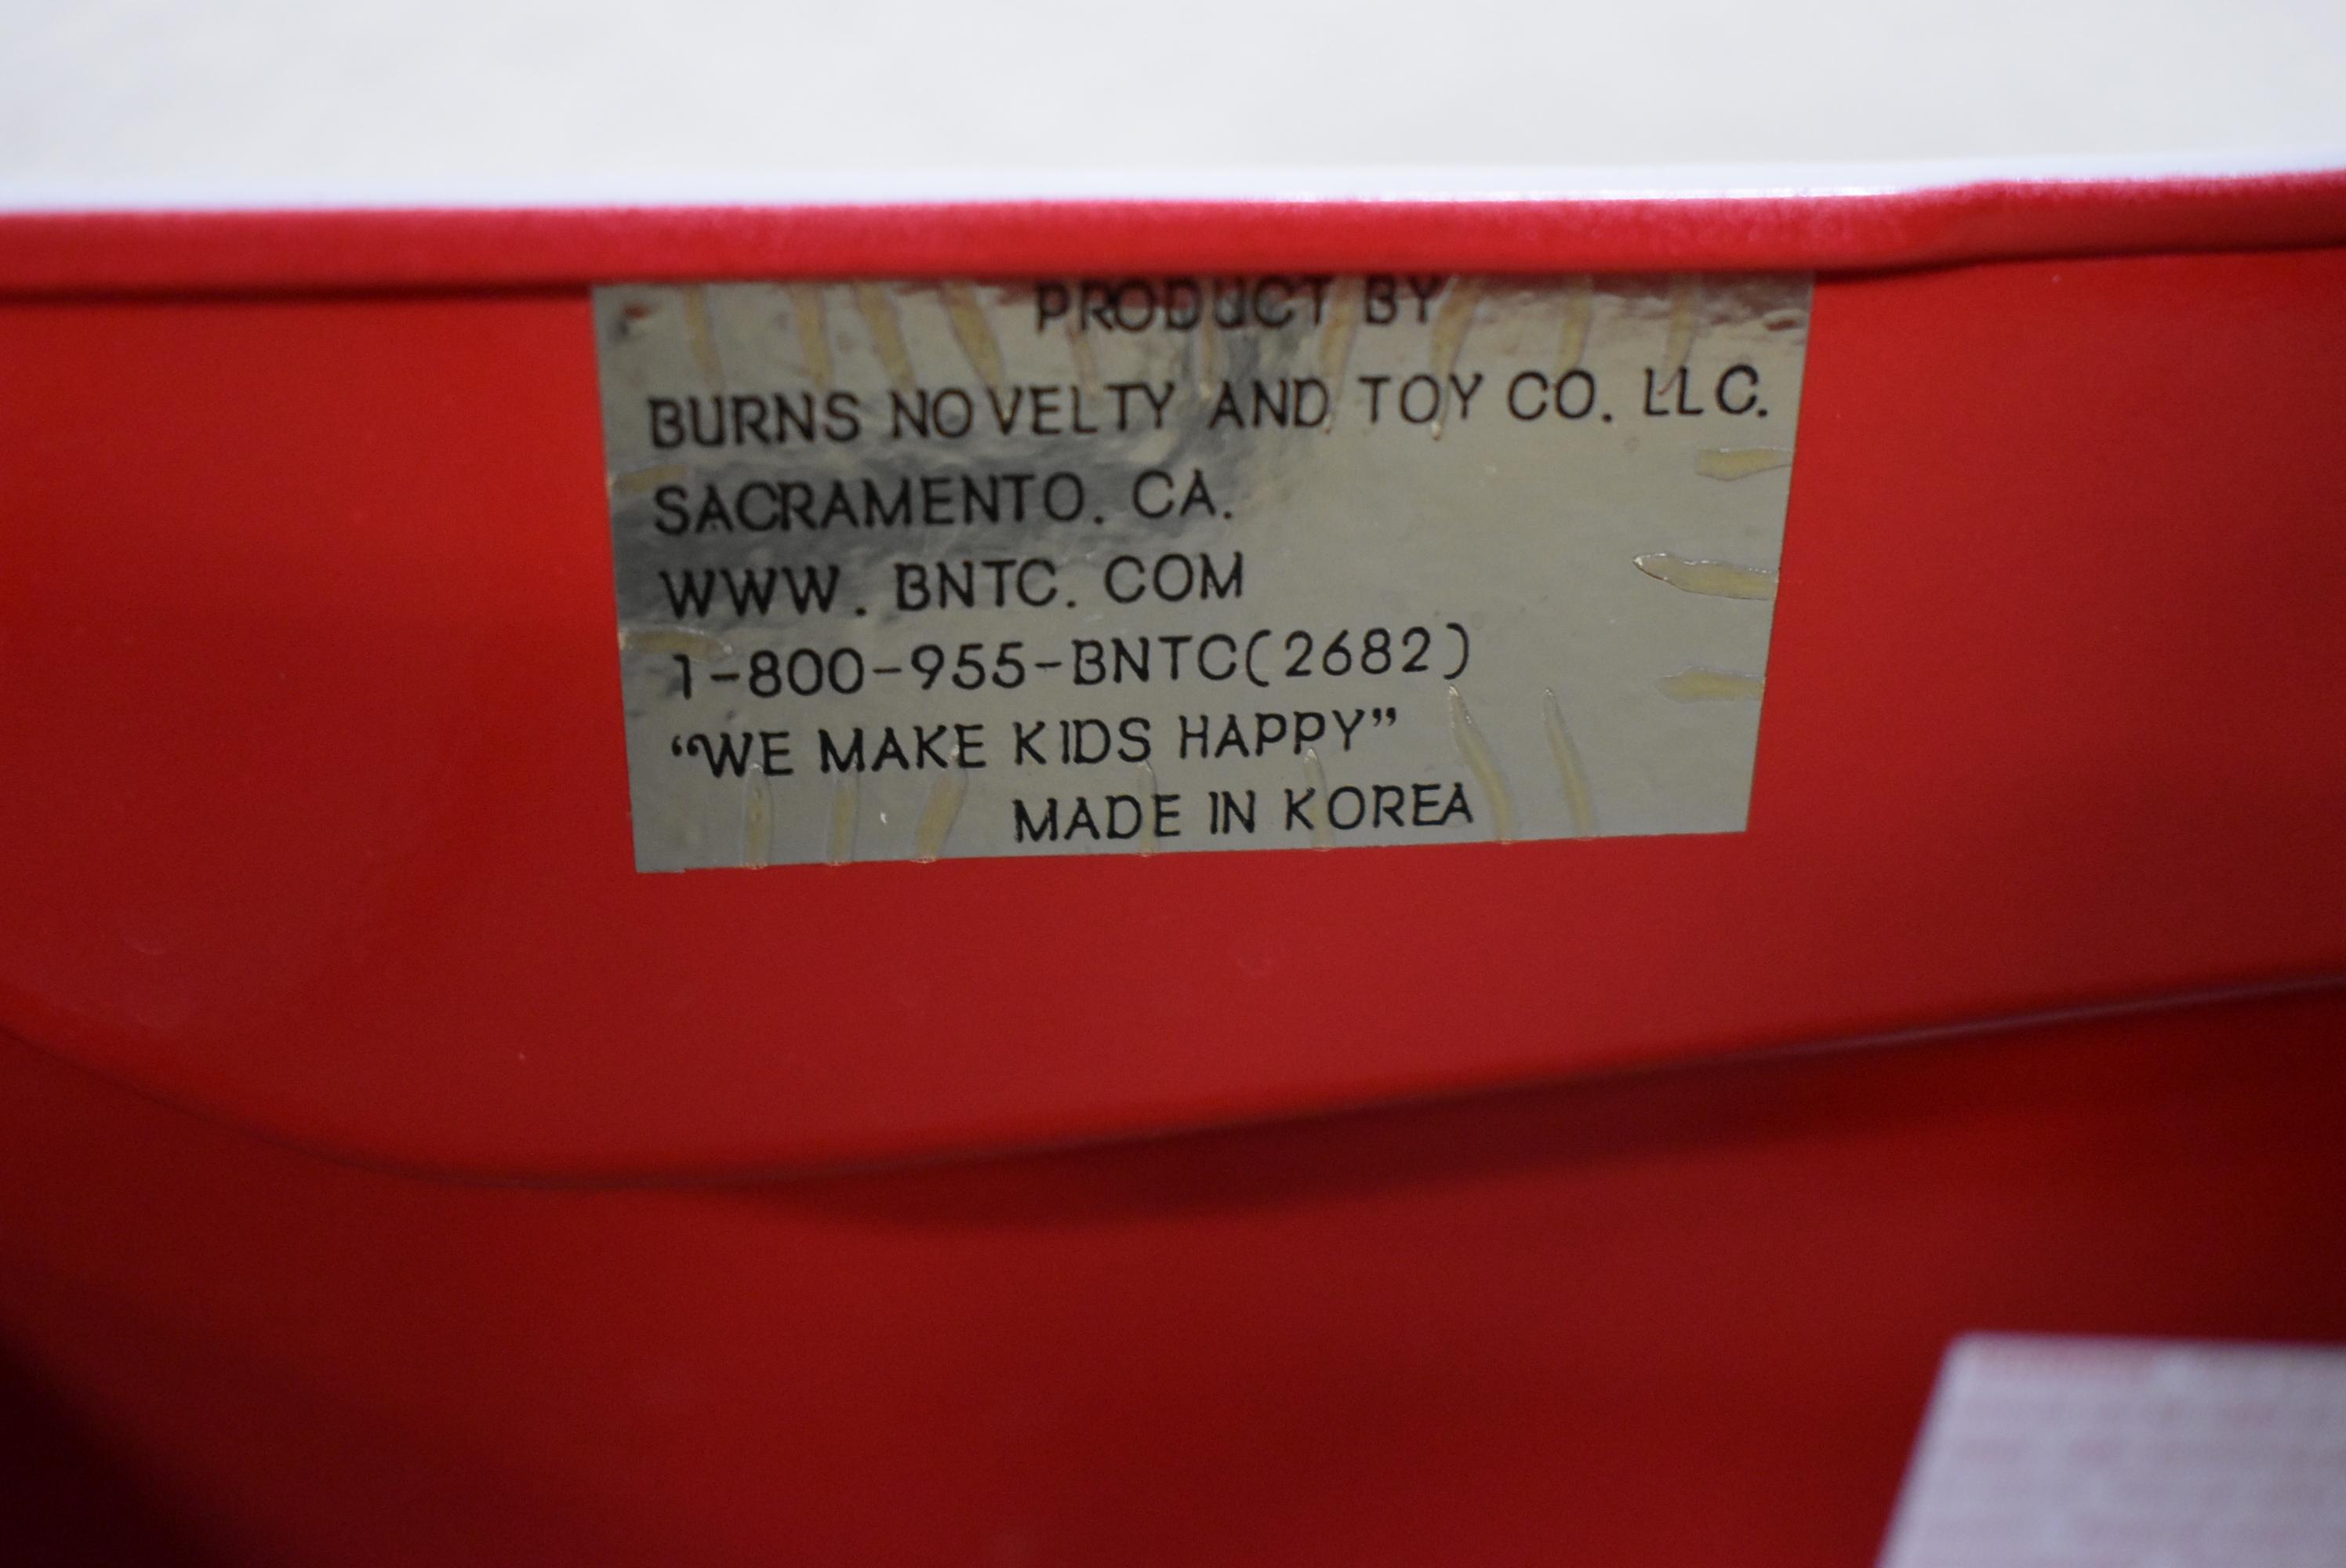 PRODUCT BY
BURNS NOVELTY AND TOY CO. LLC.
SACRAMENTO. CA.
WWW. BNTC. COM
1-800-955-BNTC(2682)
“WE MAKE KIDS HAPPY”
MADE IN KOREA